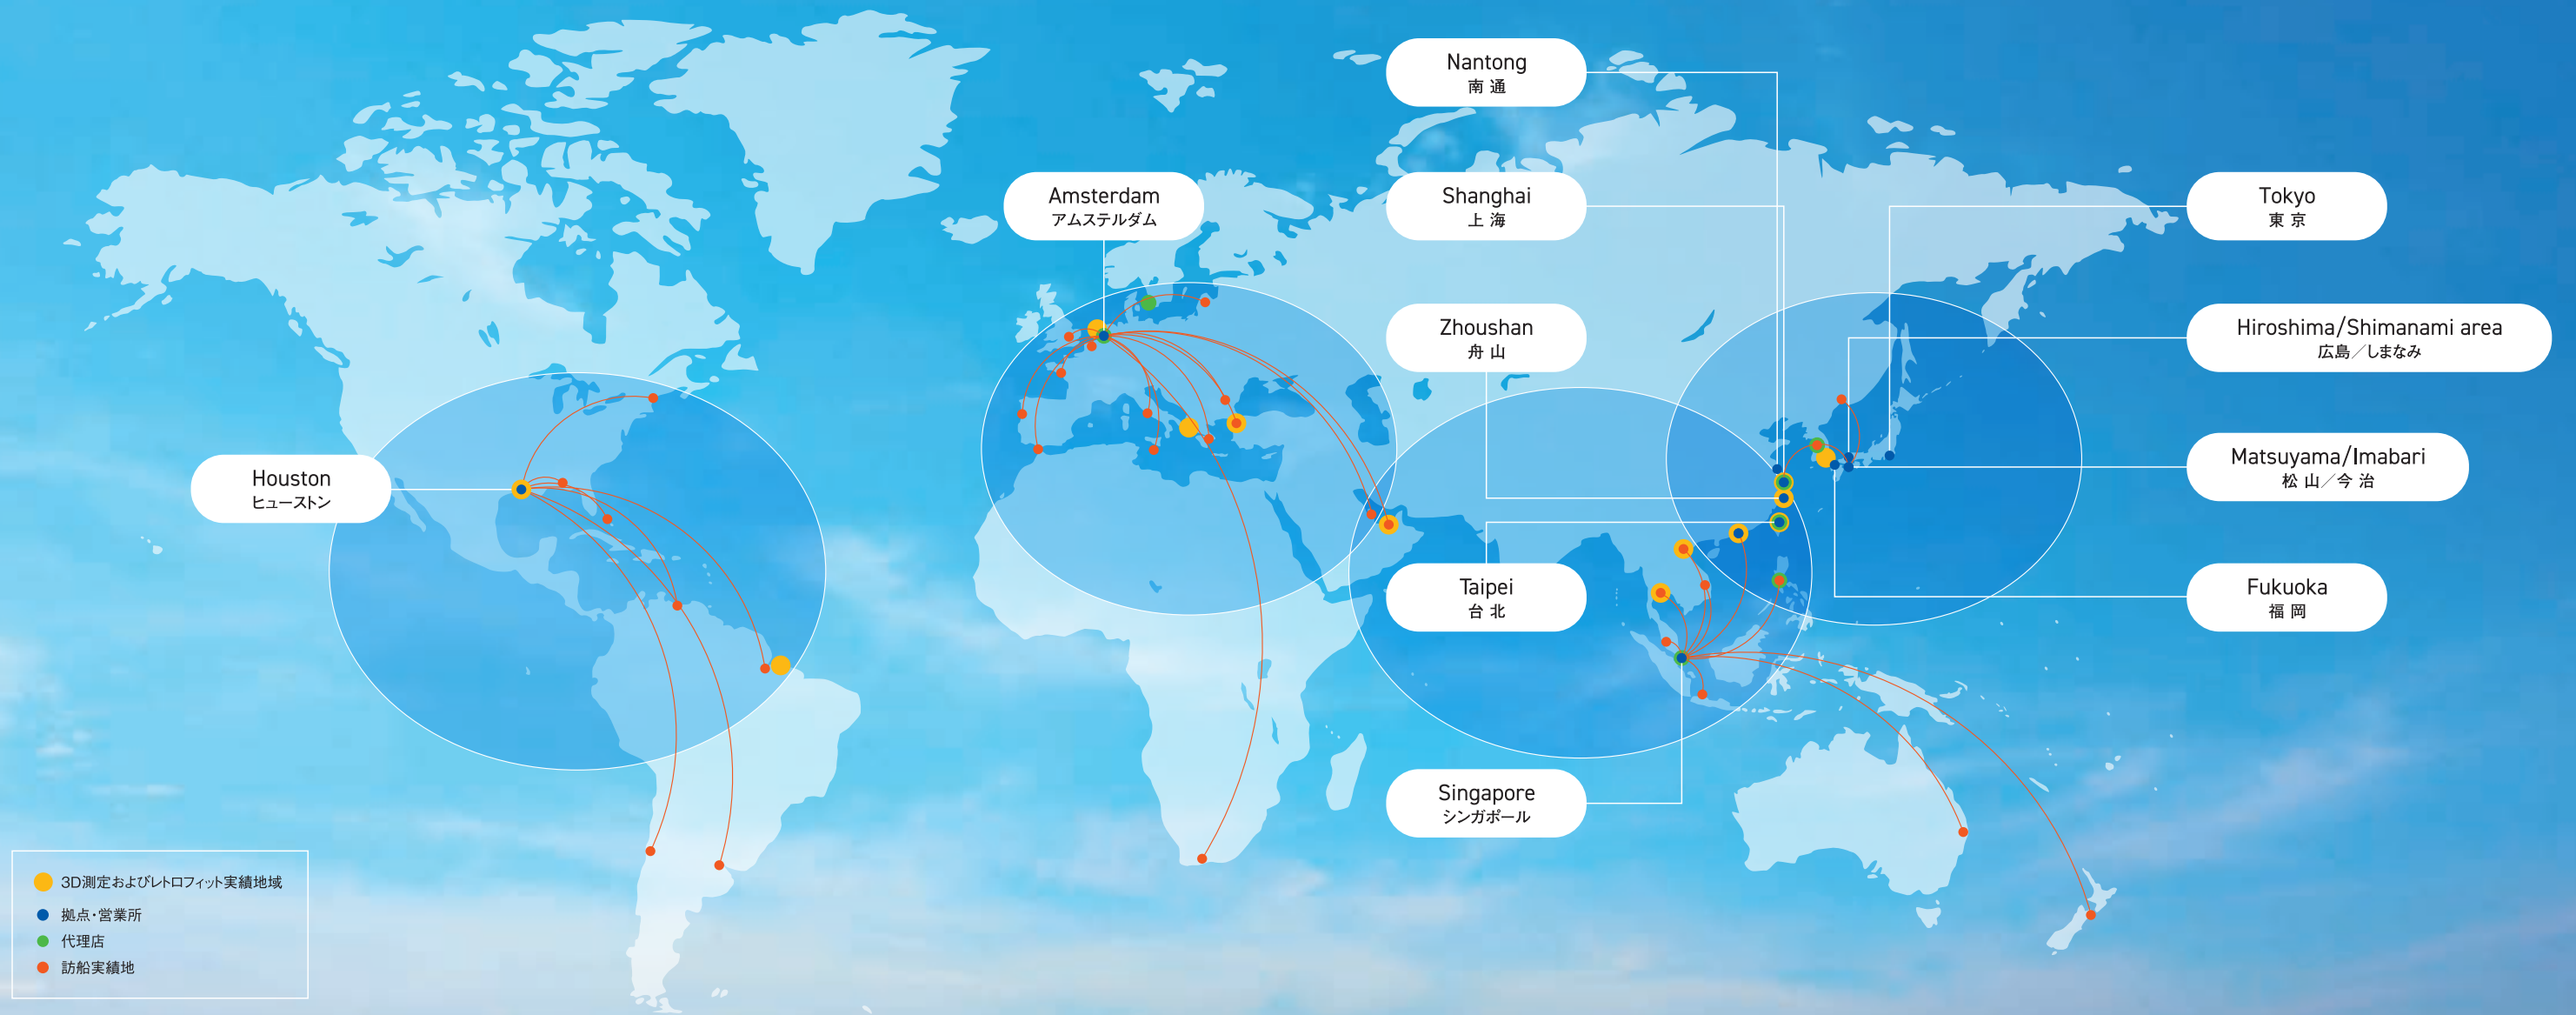 Nantong
南 通
Amsterdam
アムステルダム
Shanghai
上 海
Tokyo
東 京
Zhoushan
舟 山
Hiroshima/Shimanami area
広島／しまなみ
Houston
ヒューストン
Matsuyama/Imabari
松 山／今 治
Taipei
台 北
Fukuoka
福 岡
Singapore
シンガポール
3D測定およびレトロフィット実績地域
拠点・営業所
代理店
訪船実績地